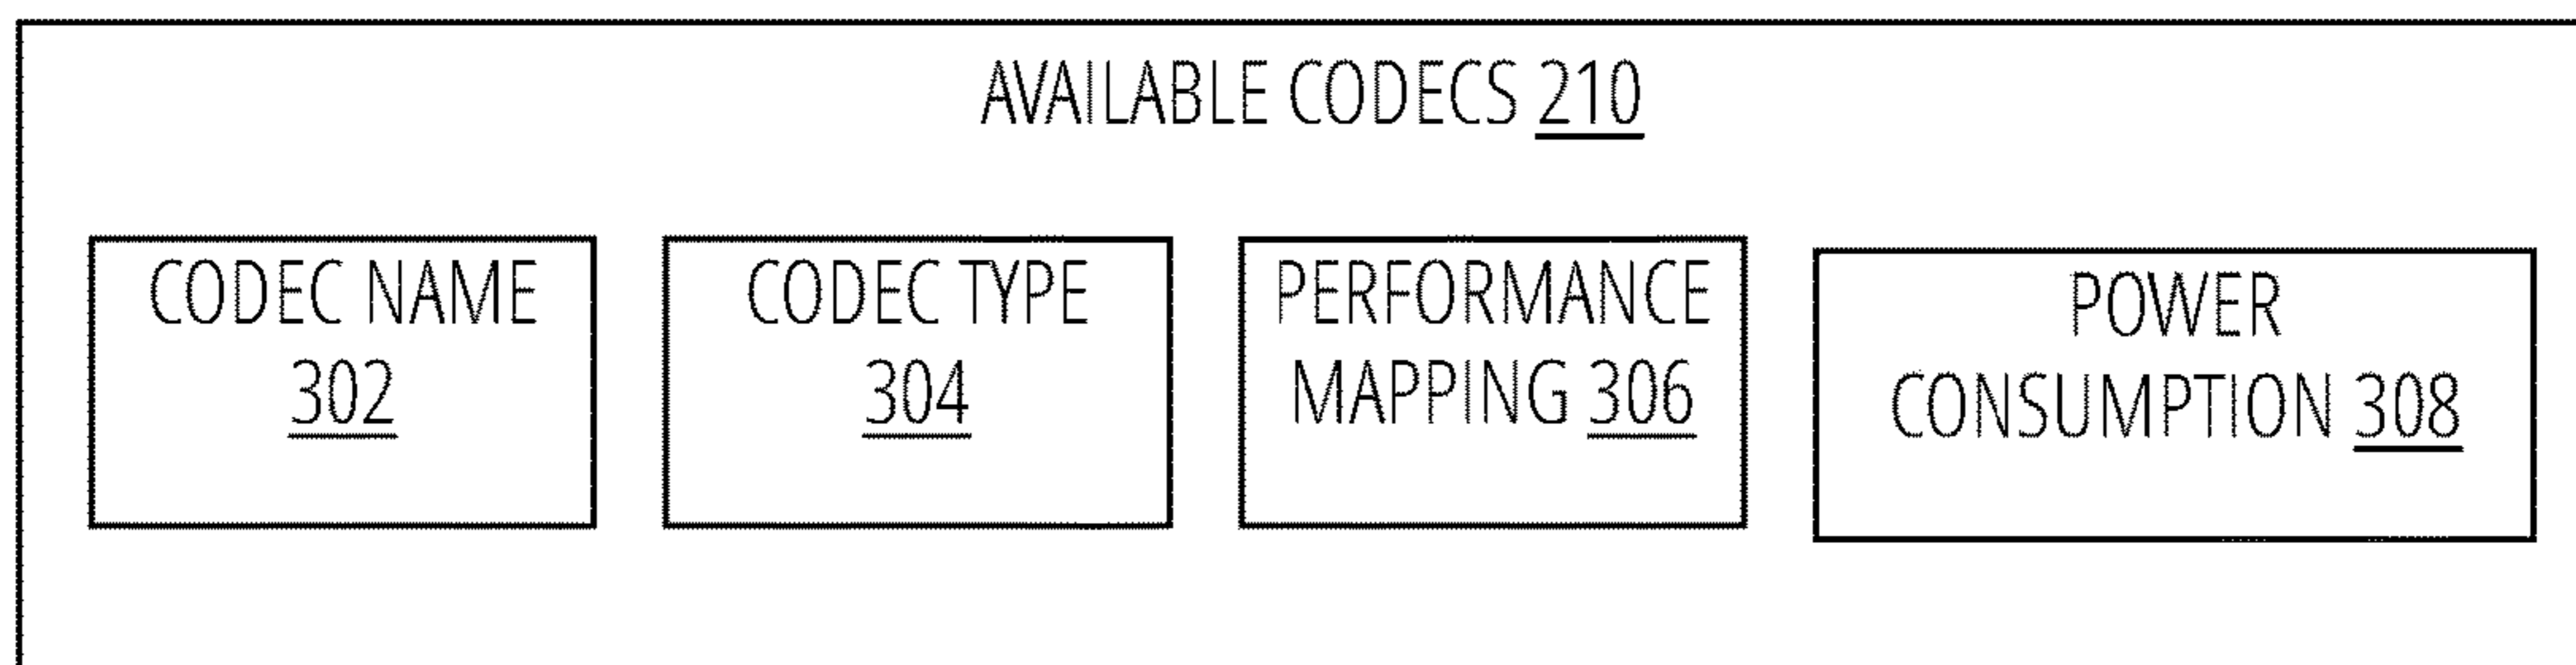 AVAILABLE CODECS 210
CODEC NAME
302
CODEC TYPE
304
PERFORMANCE
MAPPING 306
POWER
CONSUMPTION 308